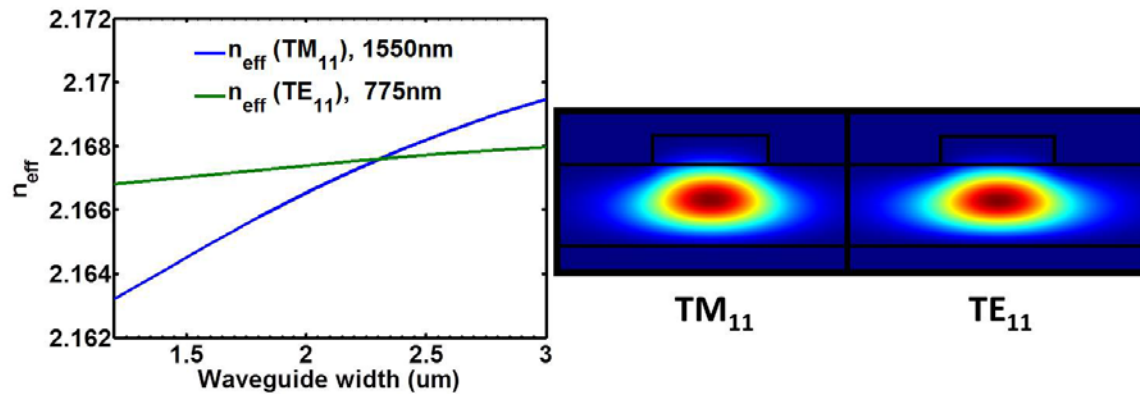 2.172
2.17
2.168
2.166
2.164
2.162
n_eff
n_eff (TM_11), 1550nm
n_eff (TE_11), 775nm
1.5 2 2.5 3
Waveguide width (um)
TM_11 TE_11